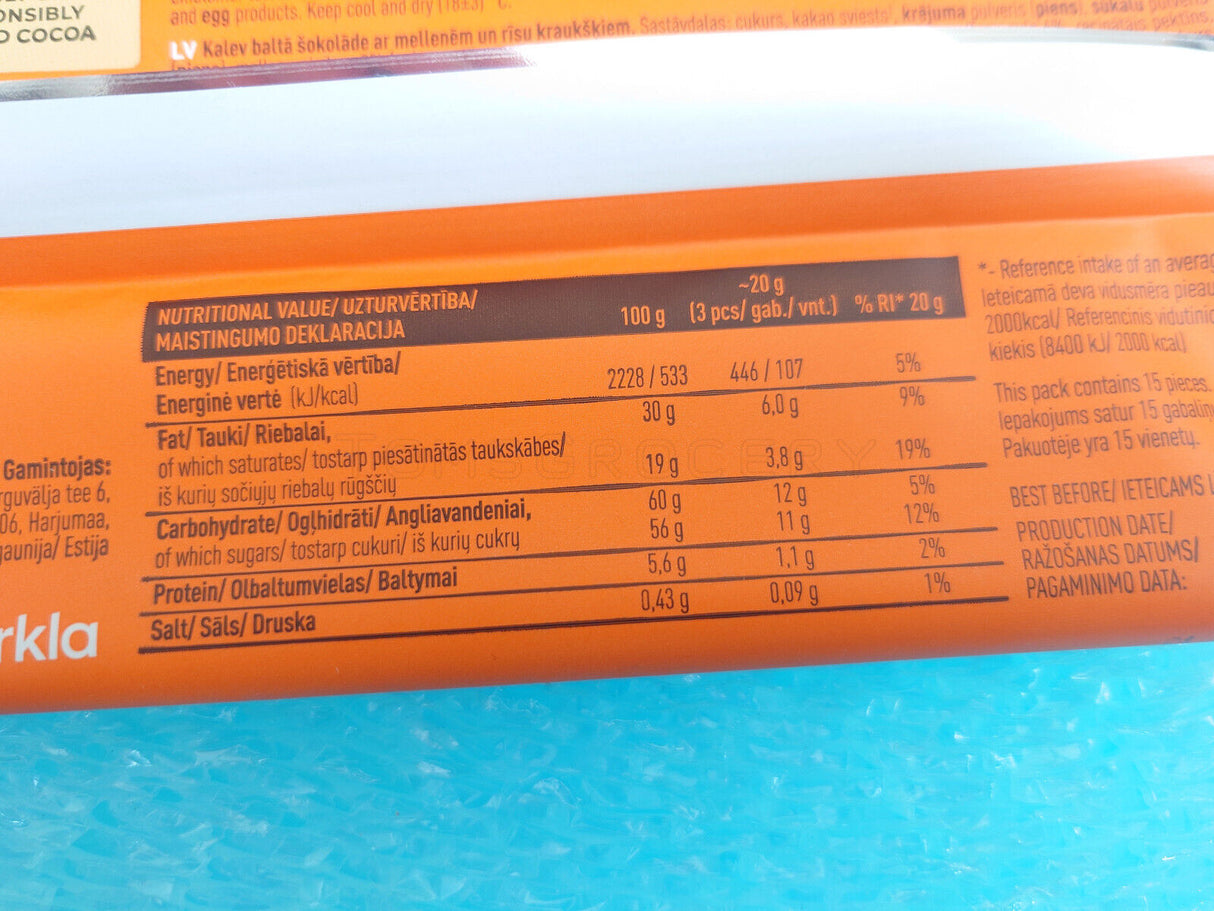 ONSIBLY
D COCOA
and egg products. Keep cool and dry (18±3) °C.
LV Kalev baltā šokolāde ar mellenēm un rīsu kraukšķiem. Sastāvdaļas: cukurs, kakao sviests, krējuma pulveris (piens), sūkalu pulveris
NUTRITIONAL VALUE/ UZTURVĒRTĪBA/
MAISTINGUMO DEKLARACIJA
100 g
~20 g
(3 pcs/ gab./ vnt.)
% RI* 20 g
Energy/ Enerģētiskā vērtība/
Energinė vertė (kJ/kcal) 2228 / 533 446 / 107 5%
Fat/ Tauki/ Riebalai, 30 g 6,0 g 9%
of which saturates/ tostarp piesātinātās taukskābes/
iš kurių sočiųjų riebalų rūgščių 19 g 3,8 g 19%
Carbohydrate/ Ogļhidrāti/ Angliavandeniai, 60 g 12 g 5%
of which sugars/ tostarp cukuri/ iš kurių cukrų 56 g 11 g 12%
Protein/ Olbaltumvielas/ Baltymai 5,6 g 1,1 g 2%
Salt/ Sāls/ Druska 0,43 g 0,09 g 1%
*- Reference intake of an averag
Ieteicamā deva vidusmēra pieau
2000kcal/ Referencinis vidutinio
kiekis (8400 kJ/ 2000 kcal)
This pack contains 15 pieces.
Iepakojums satur 15 gabaliņu
Pakuotėje yra 15 vienetų.
BEST BEFORE/ IETEICAMS L
PRODUCTION DATE/
RAŽOŠANAS DATUMS/
PAGAMINIMO DATA:
Gamintojas:
rguvälja tee 6,
06, Harjumaa,
gaunija/ Estija
rkla
TOMSGROCERY